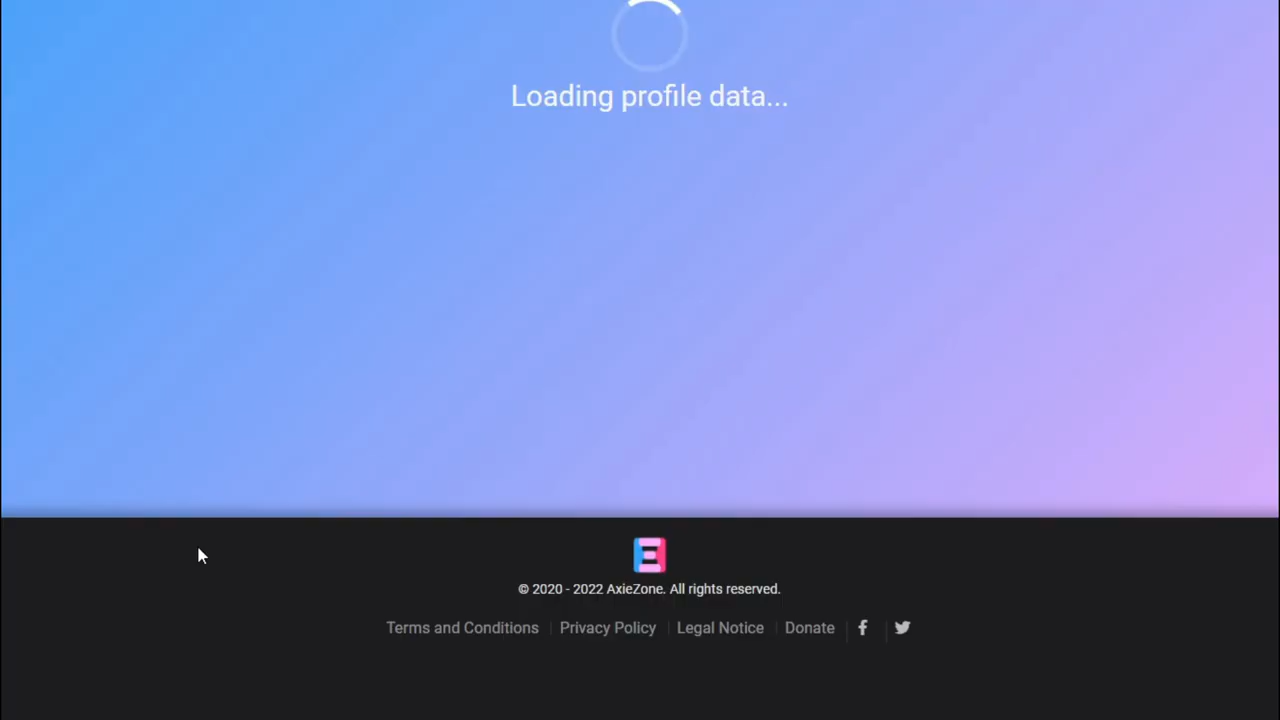 Loading profile data...
© 2020 - 2022 AxieZone. All rights reserved.
Terms and Conditions Privacy Policy Legal Notice Donate